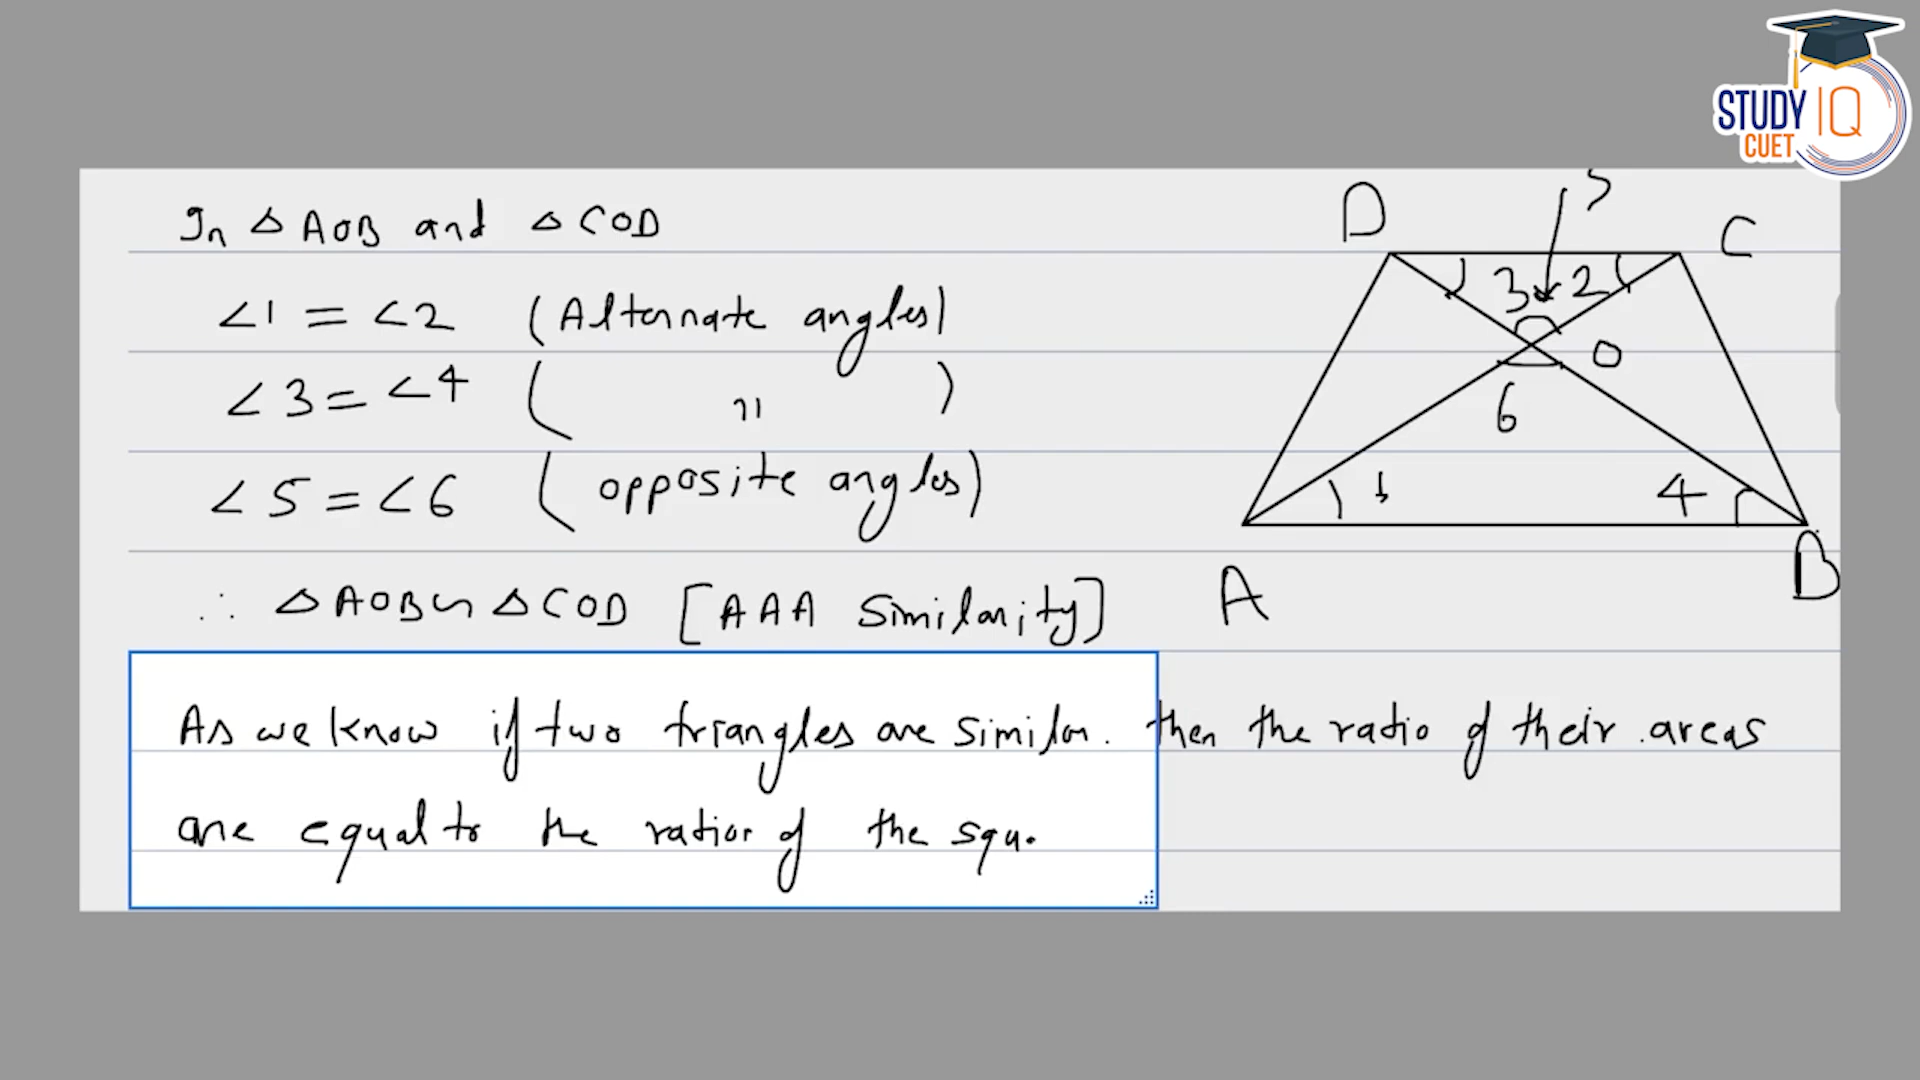 STUDY IQ
CUET
In △AOB and △COD
∠1 = ∠2 (Alternate angles)
∠3 = ∠4 ( " )
∠5 = ∠6 (opposite angles)
∴ △AOB ~ △COD [AAA Similarity]
As we know if two triangles are similar. then the ratio of their areas
are equal to the ratior of the squ.
D
5
C
3
2
O
6
1
4
A
B